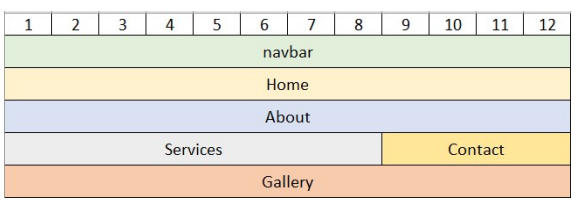 1 2 3 4 5 6 7 8 9 10 11 12
navbar
Home
About
Services Contact
Gallery